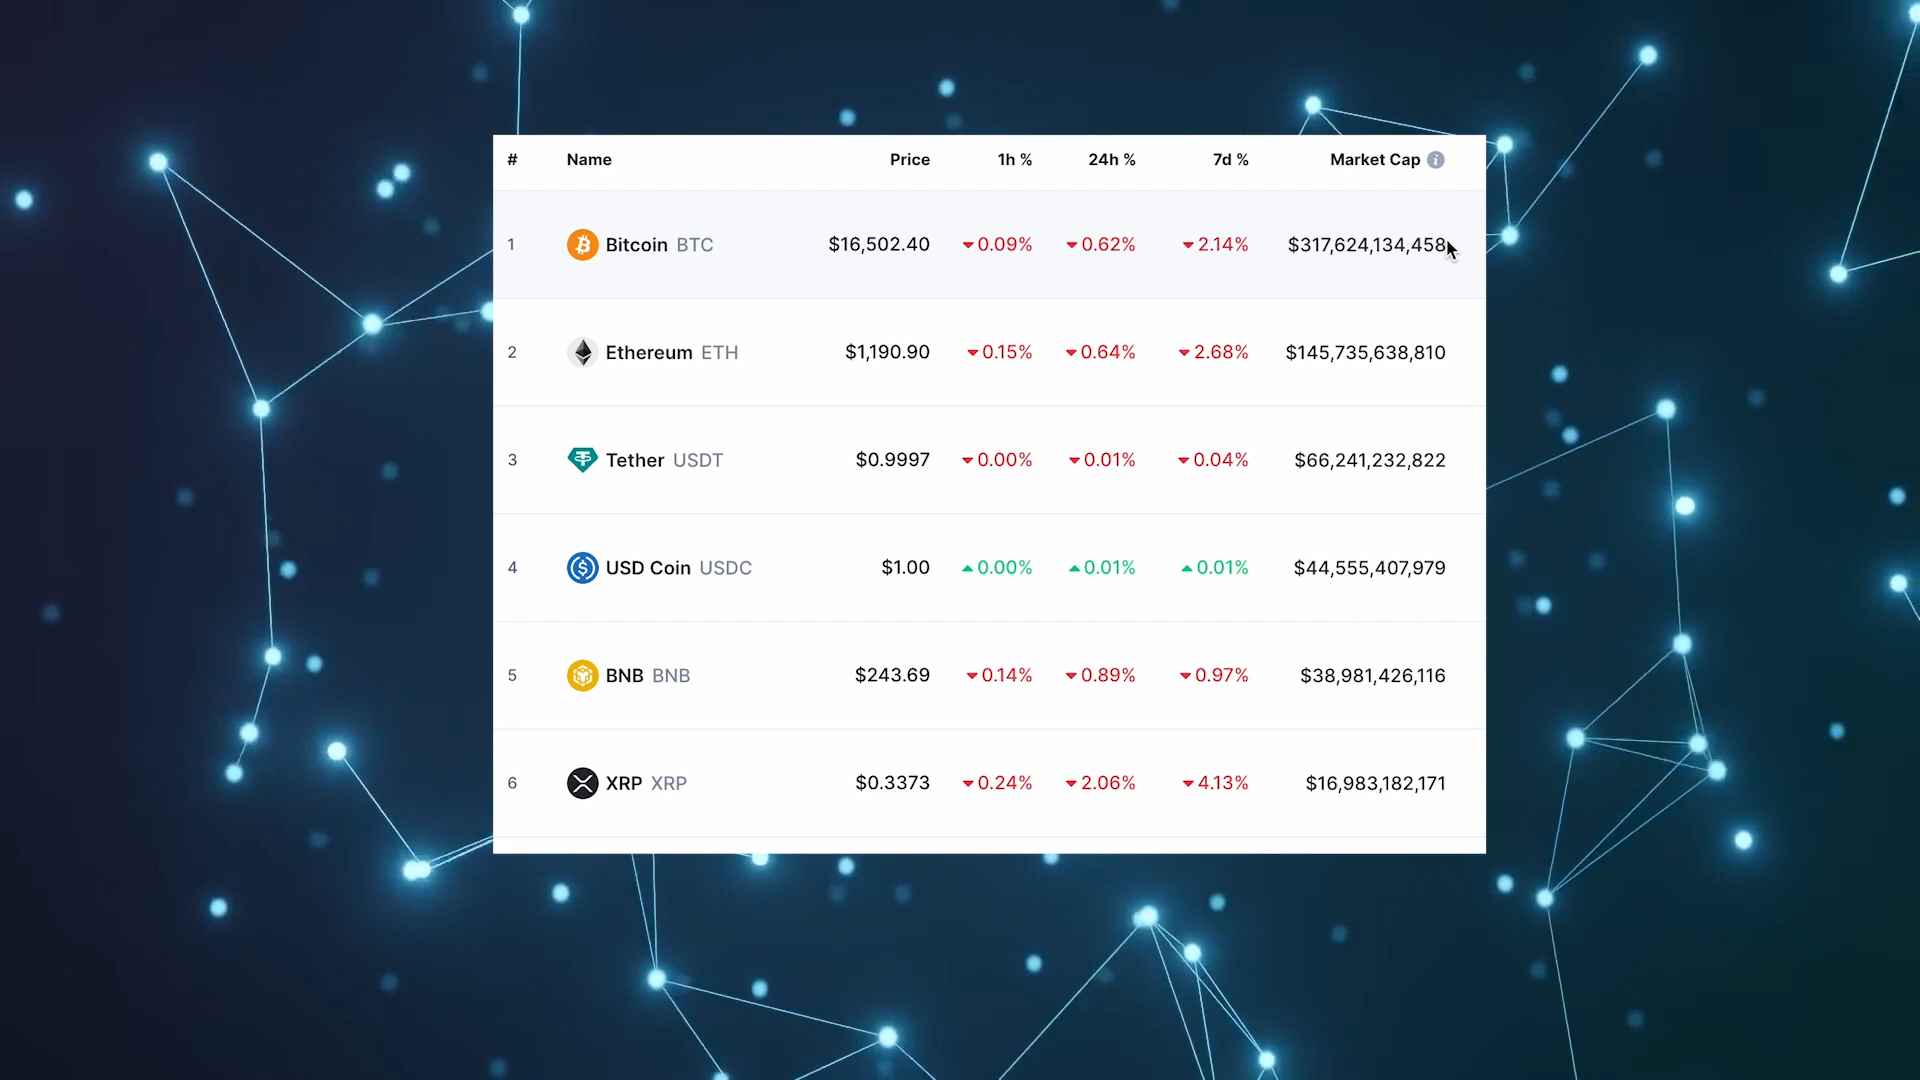 # Name Price 1h % 24h % 7d % Market Cap
1 Bitcoin BTC $16,502.40 0.09% 0.62% 2.14% $317,624,134,458
2 Ethereum ETH $1,190.90 0.15% 0.64% 2.68% $145,735,638,810
3 Tether USDT $0.9997 0.00% 0.01% 0.04% $66,241,232,822
4 USD Coin USDC $1.00 0.00% 0.01% 0.01% $44,555,407,979
5 BNB BNB $243.69 0.14% 0.89% 0.97% $38,981,426,116
6 XRP XRP $0.3373 0.24% 2.06% 4.13% $16,983,182,171